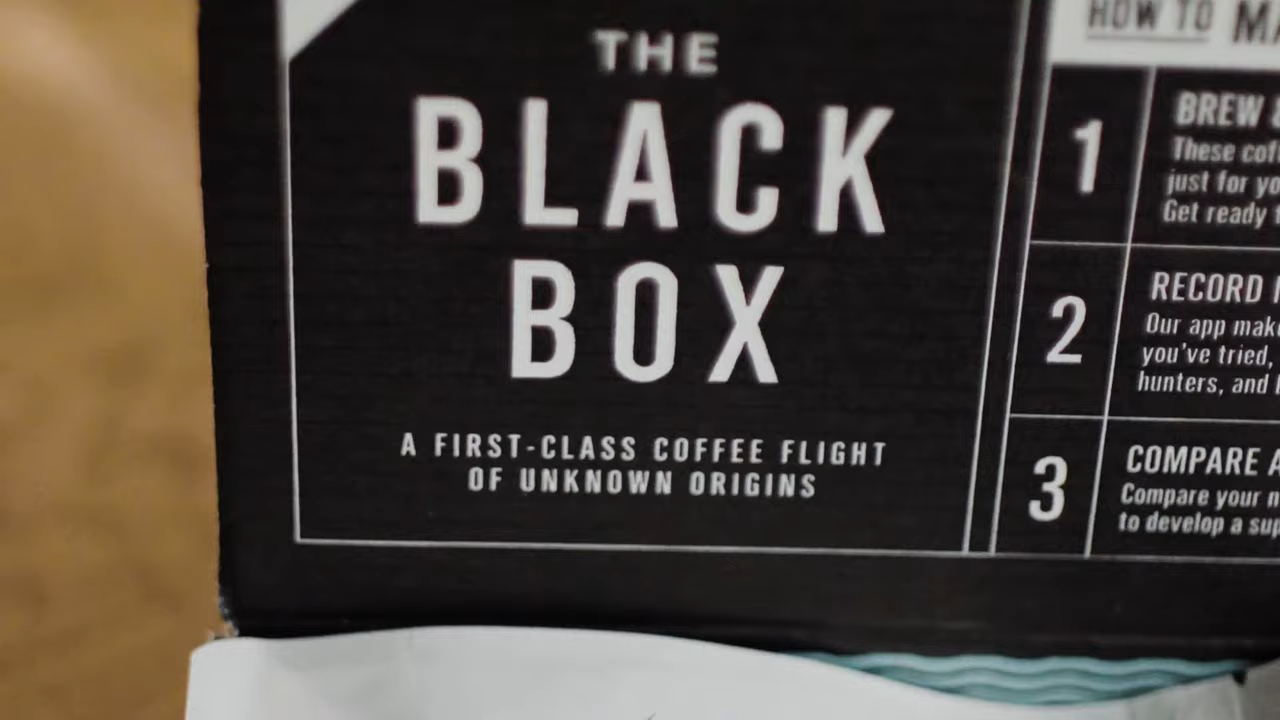 THE
BLACK
BOX
A FIRST-CLASS COFFEE FLIGHT
OF UNKNOWN ORIGINS
HOW TO
1
BREW
These
just for
Get ready
2
RECORD
Our app
you've tried,
hunters, and
3
COMPARE
Compare your
to develop a